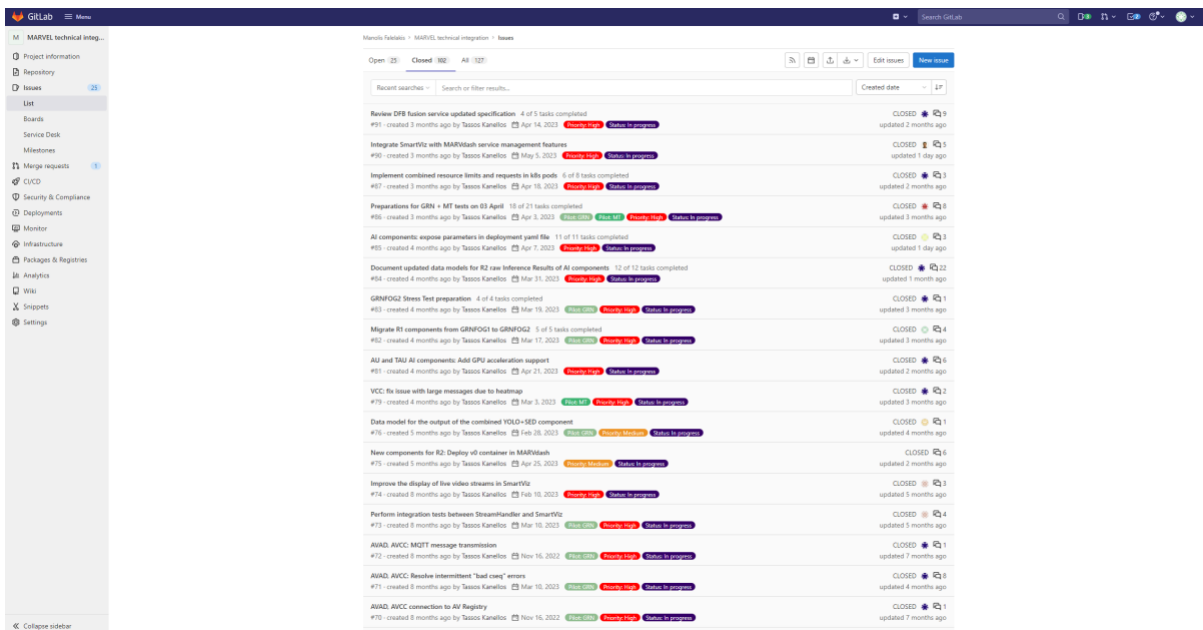 GitLab Menu Search GitLab
M MARVEL technical integ...
Project information
Repository
Issues 25
List
Boards
Service Desk
Milestones
Merge requests 1
CI/CD
Security & Compliance
Deployments
Monitor
Infrastructure
Packages & Registries
Analytics
Wiki
Snippets
Settings
Collapse sidebar
MARVEL technical integration > Issues
Open 25 Closed 102 All 127
Edit issues New issue
Recent searches Search or filter results... Created date
Review DFB fusion service updated specification 4 of 5 tasks completed CLOSED 9
#91 · created 3 months ago by Tassos Kanellos Apr 14, 2023 Priority: High Status: In progress updated 2 months ago
Integrate SmartViz with MARVdash service management features CLOSED 5
#90 · created 3 months ago by Tassos Kanellos May 5, 2023 Priority: High Status: In progress updated 1 day ago
Implement combined resource limits and requests in k8s pods 6 of 8 tasks completed CLOSED 3
#87 · created 3 months ago by Tassos Kanellos Apr 18, 2023 Priority: High Status: In progress updated 2 months ago
Preparations for GRN + MT tests on 03 April 18 of 21 tasks completed CLOSED 8
#86 · created 3 months ago by Tassos Kanellos Apr 3, 2023 Pilot: GRN Pilot: MT Priority: High Status: In progress updated 3 months ago
AI components: expose parameters in deployment yaml file 11 of 11 tasks completed CLOSED 3
#85 · created 4 months ago by Tassos Kanellos Apr 7, 2023 Priority: High Status: In progress updated 1 day ago
Document updated data models for R2 raw Inference Results of AI components 12 of 12 tasks completed CLOSED 22
#84 · created 4 months ago by Tassos Kanellos Mar 31, 2023 Priority: High Status: In progress updated 1 month ago
GRNFOG2 Stress Test preparation 4 of 4 tasks completed CLOSED 1
#83 · created 4 months ago by Tassos Kanellos Mar 19, 2023 Pilot: GRN Priority: High Status: In progress updated 3 months ago
Migrate R1 components from GRNFOG1 to GRNFOG2 5 of 5 tasks completed CLOSED 4
#82 · created 4 months ago by Tassos Kanellos Mar 17, 2023 Pilot: GRN Priority: High Status: In progress updated 3 months ago
AU and TAU AI components: Add GPU acceleration support CLOSED 6
#81 · created 4 months ago by Tassos Kanellos Apr 21, 2023 Priority: High Status: In progress updated 2 months ago
VCC: fix issue with large messages due to heatmap CLOSED 2
#79 · created 4 months ago by Tassos Kanellos Mar 3, 2023 Pilot: MT Priority: High Status: In progress updated 3 months ago
Data model for the output of the combined YOLO+SED component CLOSED 1
#76 · created 5 months ago by Tassos Kanellos Feb 28, 2023 Pilot: GRN Priority: Medium Status: In progress updated 4 months ago
New components for R2: Deploy v0 container in MARVdash CLOSED 6
#75 · created 5 months ago by Tassos Kanellos Apr 25, 2023 Priority: Medium Status: In progress updated 2 months ago
Improve the display of live video streams in SmartViz CLOSED 3
#74 · created 8 months ago by Tassos Kanellos Feb 10, 2023 Priority: High Status: In progress updated 5 months ago
Perform integration tests between StreamHandler and SmartViz CLOSED 4
#73 · created 8 months ago by Tassos Kanellos Mar 10, 2023 Pilot: GRN Priority: High Status: In progress updated 5 months ago
AVAD, AVCC: MQTT message transmission CLOSED 1
#72 · created 8 months ago by Tassos Kanellos Nov 16, 2022 Pilot: GRN Priority: High Status: In progress updated 7 months ago
AVAD, AVCC: Resolve intermittent "bad cseq" errors CLOSED 8
#71 · created 8 months ago by Tassos Kanellos Mar 10, 2023 Pilot: GRN Priority: High Status: In progress updated 4 months ago
AVAD, AVCC connection to AV Registry CLOSED 1
#70 · created 8 months ago by Tassos Kanellos Nov 16, 2022 Pilot: GRN Priority: High Status: In progress updated 7 months ago